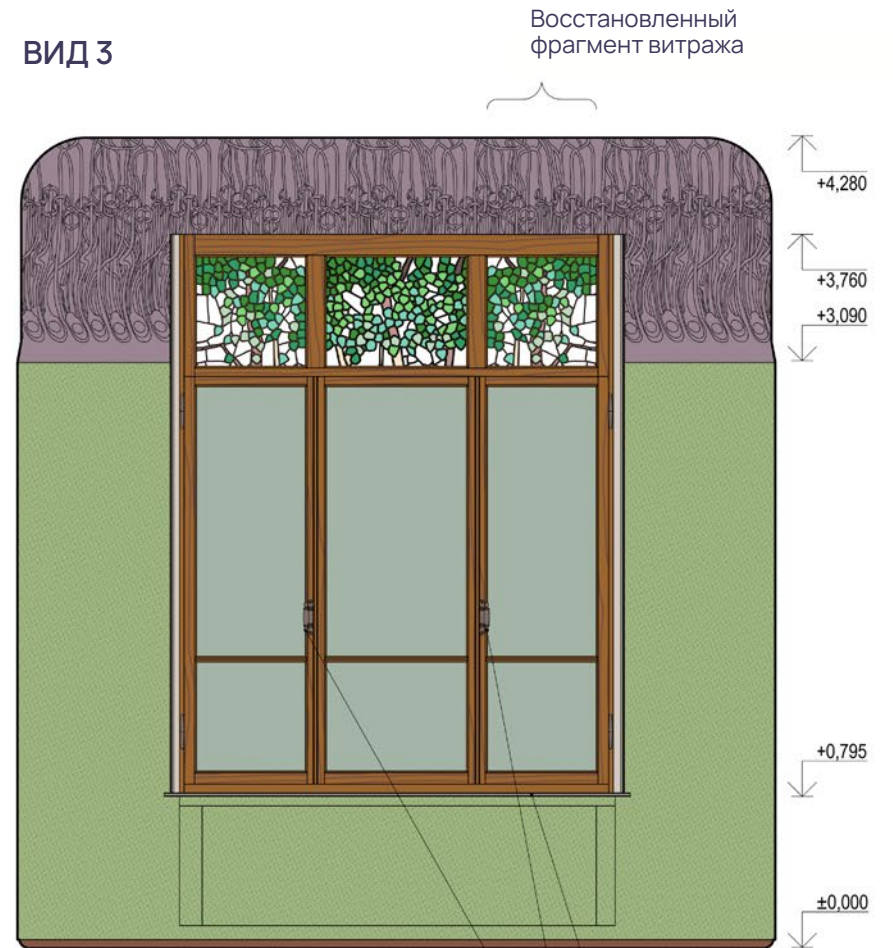 Восстановленный
фрагмент витража
ВИД 3
+4,280
+3,760
+3,090
+0,795
±0,000